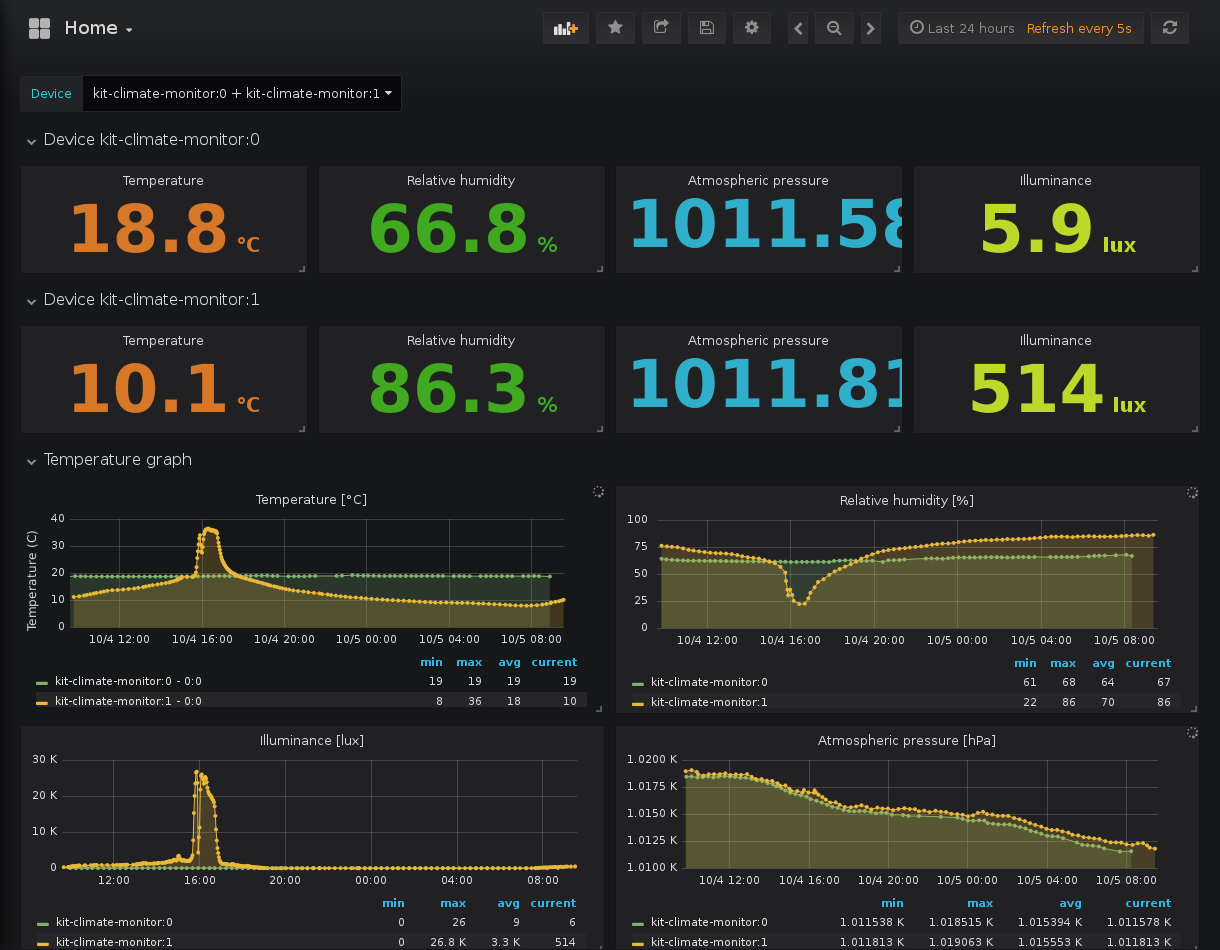 Home
Last 24 hours Refresh every 5s
Device kit-climate-monitor:0 + kit-climate-monitor:1
Device kit-climate-monitor:0
Temperature
18.8 °C
Relative humidity
66.8 %
Atmospheric pressure
1011.58
Illuminance
5.9 lux
Device kit-climate-monitor:1
Temperature
10.1 °C
Relative humidity
86.3 %
Atmospheric pressure
1011.81
Illuminance
514 lux
Temperature graph
Temperature [°C]
Temperature (C)
40
30
20
10
0
10/4 12:00 10/4 16:00 10/4 20:00 10/5 00:00 10/5 04:00 10/5 08:00
min max avg current
kit-climate-monitor:0 - 0:0 19 19 19 19
kit-climate-monitor:1 - 0:0 8 36 18 10
Relative humidity [%]
100
75
50
25
0
10/4 12:00 10/4 16:00 10/4 20:00 10/5 00:00 10/5 04:00 10/5 08:00
min max avg current
kit-climate-monitor:0 61 68 64 67
kit-climate-monitor:1 22 86 70 86
Illuminance [lux]
30 K
20 K
10 K
0
12:00 16:00 20:00 00:00 04:00 08:00
min max avg current
kit-climate-monitor:0 0 26 9 6
kit-climate-monitor:1 0 26.8 K 3.3 K 514
Atmospheric pressure [hPa]
1.0200 K
1.0175 K
1.0150 K
1.0125 K
1.0100 K
10/4 12:00 10/4 16:00 10/4 20:00 10/5 00:00 10/5 04:00 10/5 08:00
min max avg current
kit-climate-monitor:0 1.011538 K 1.018515 K 1.015394 K 1.011578 K
kit-climate-monitor:1 1.011813 K 1.019063 K 1.015553 K 1.011813 K